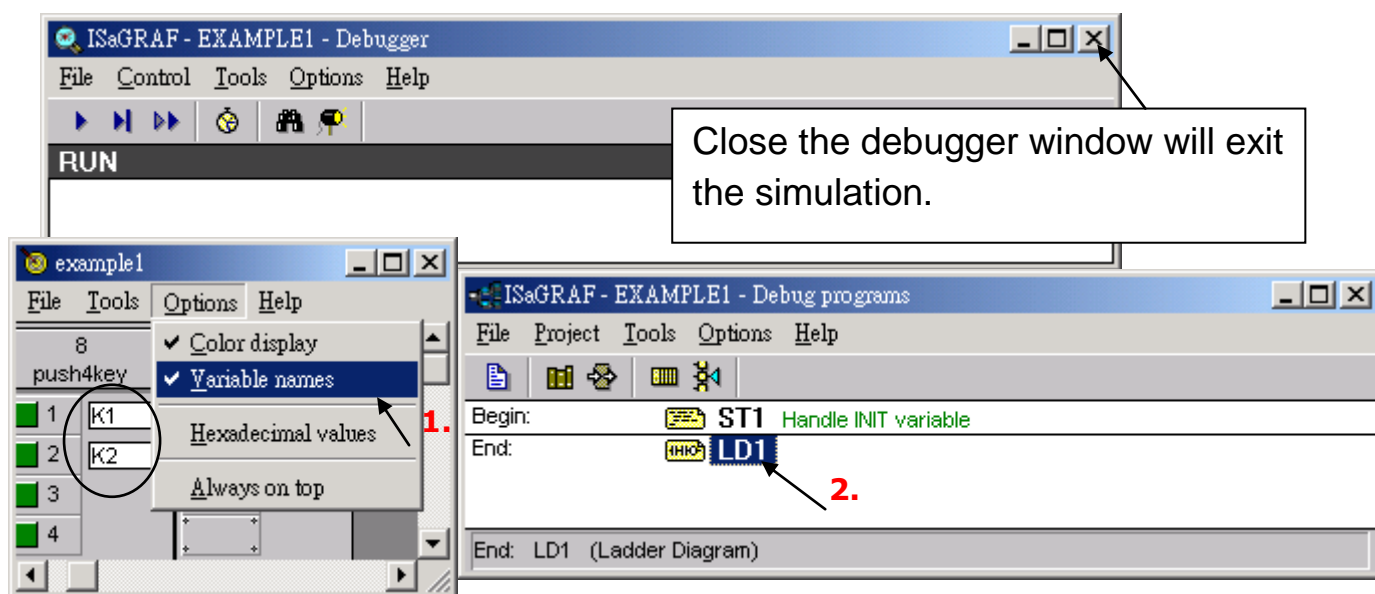 ISaGRAF - EXAMPLE1 - Debugger
File Control Tools Options Help
RUN
Close the debugger window will exit
the simulation.
example1
File Tools Options Help
8
push4key
Color display
Variable names
1.
Hexadecimal values
Always on top
1 K1
2 K2
3
4
ISaGRAF - EXAMPLE1 - Debug programs
File Project Tools Options Help
Begin: ST1 Handle INIT variable
End: LD1
2.
End: LD1 (Ladder Diagram)